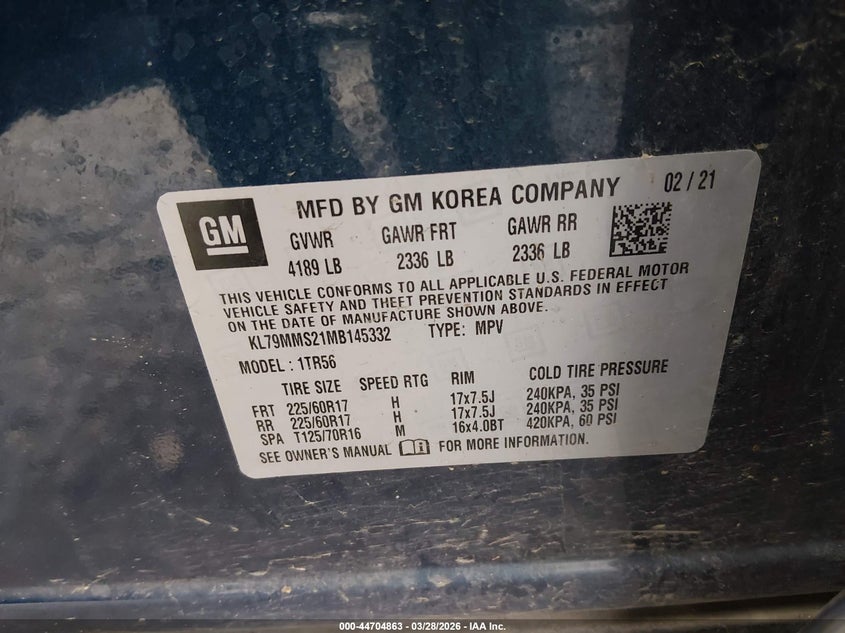 GM
MFD BY GM KOREA COMPANY 02 / 21
GVWR GAWR FRT GAWR RR
4189 LB 2336 LB 2336 LB
THIS VEHICLE CONFORMS TO ALL APPLICABLE U.S. FEDERAL MOTOR
VEHICLE SAFETY AND THEFT PREVENTION STANDARDS IN EFFECT
ON THE DATE OF MANUFACTURE SHOWN ABOVE.
KL79MMS21MB145332 TYPE: MPV
MODEL : 1TR56
TIRE SIZE SPEED RTG RIM COLD TIRE PRESSURE
FRT 225/60R17 H 17x7.5J 240KPA, 35 PSI
RR 225/60R17 H 17x7.5J 240KPA, 35 PSI
SPA T125/70R16 M 16x4.0BT 420KPA, 60 PSI
SEE OWNER'S MANUAL FOR MORE INFORMATION.
000-44704863 - 03/28/2026 - IAA Inc.